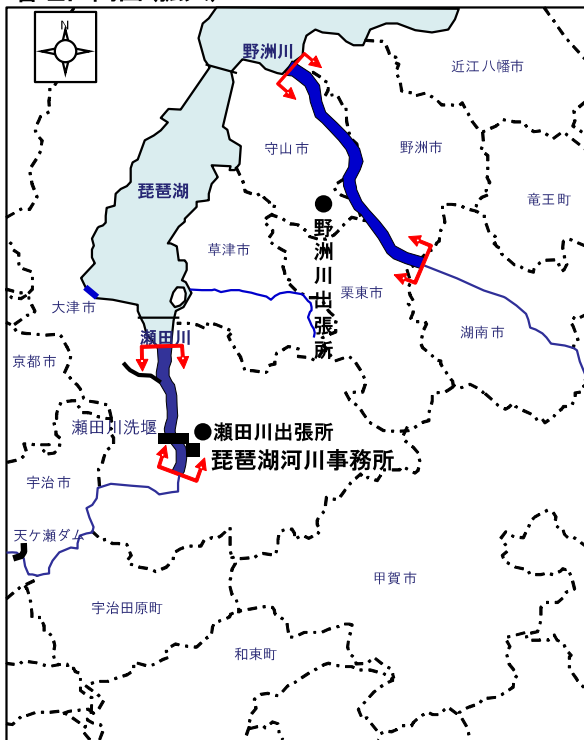 N
野洲川
近江八幡市
守山市
野洲市
琵琶湖
竜王町
野洲川出張所
草津市
栗東市
大津市
湖南市
瀬田川
京都市
瀬田川洗堰
瀬田川出張所
琵琶湖河川事務所
宇治市
天ケ瀬ダム
甲賀市
宇治田原町
和東町